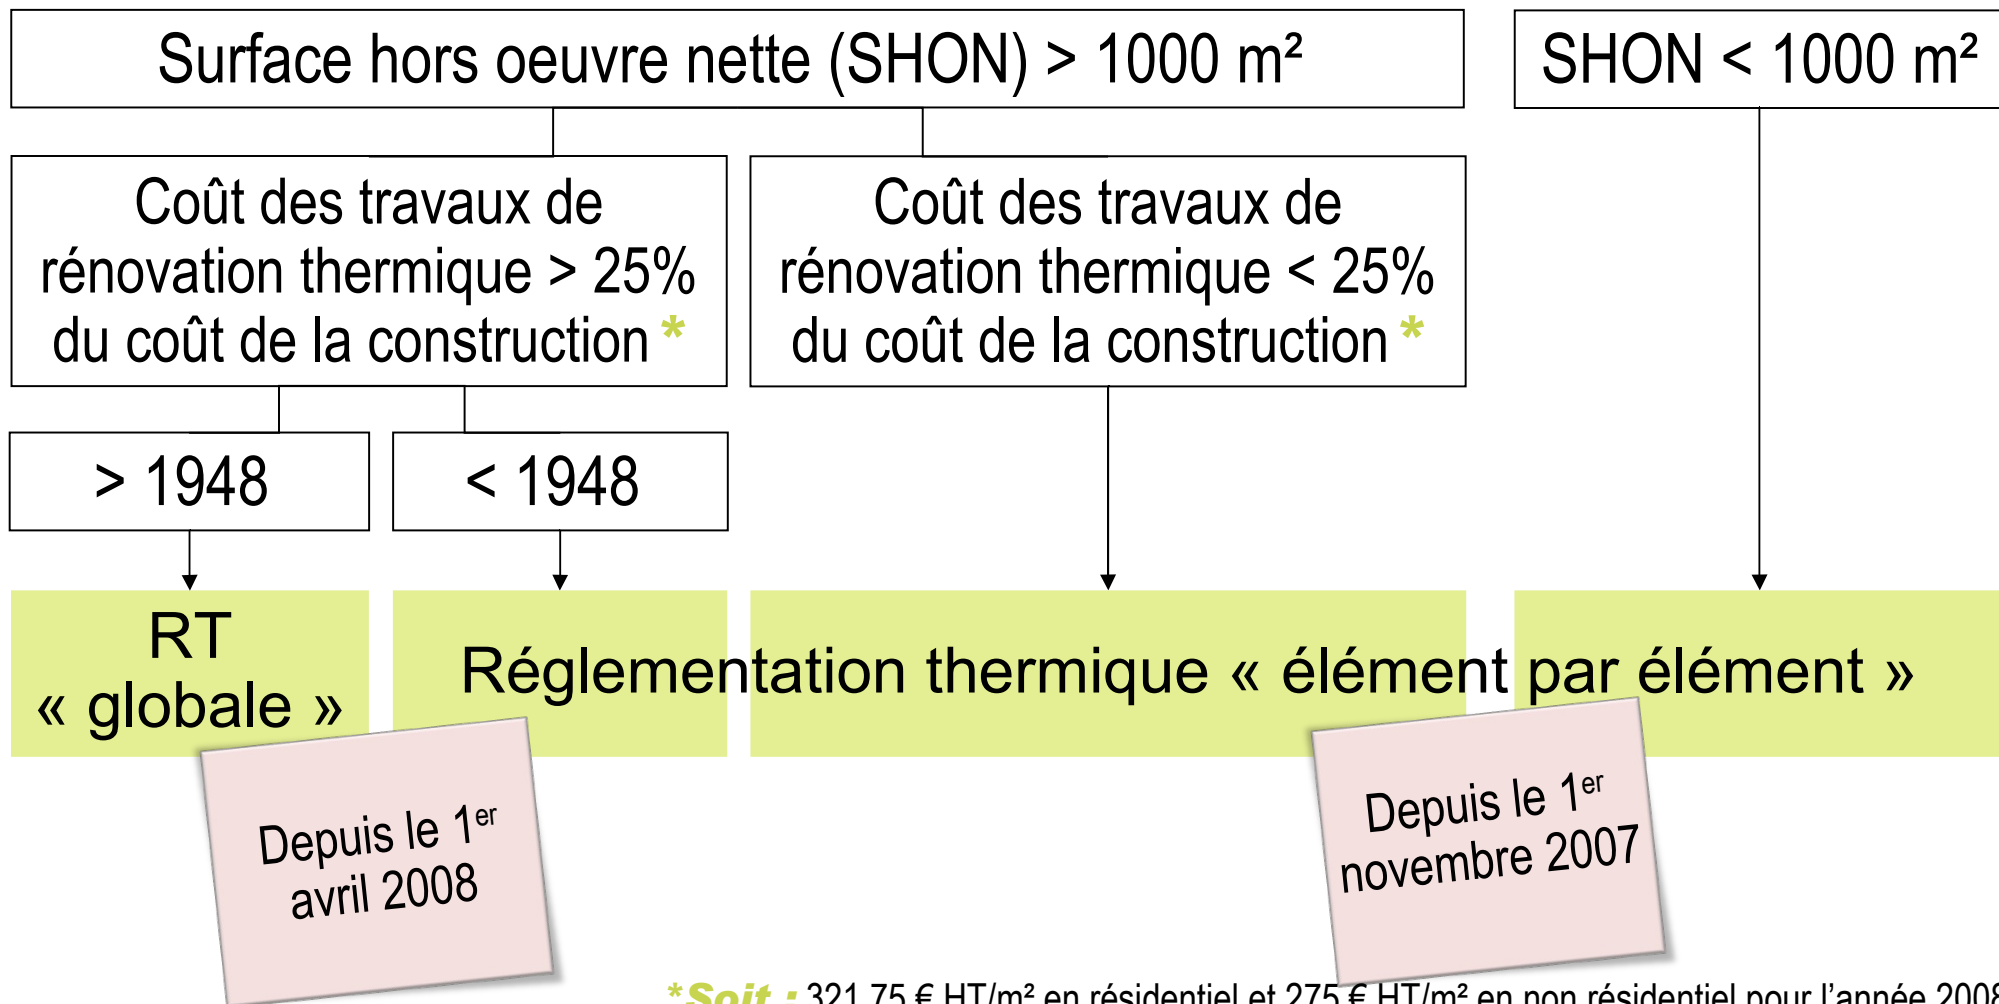 Surface hors oeuvre nette (SHON) > 1000 m²
SHON < 1000 m²
Coût des travaux de
rénovation thermique > 25%
du coût de la construction *
Coût des travaux de
rénovation thermique < 25%
du coût de la construction *
> 1948
< 1948
RT
« globale »
Réglementation thermique « élément par élément »
Depuis le 1er
avril 2008
Depuis le 1er
novembre 2007
*Soit : 321,75 € HT/m² en résidentiel et 275 € HT/m² en non résidentiel pour l’année 2008